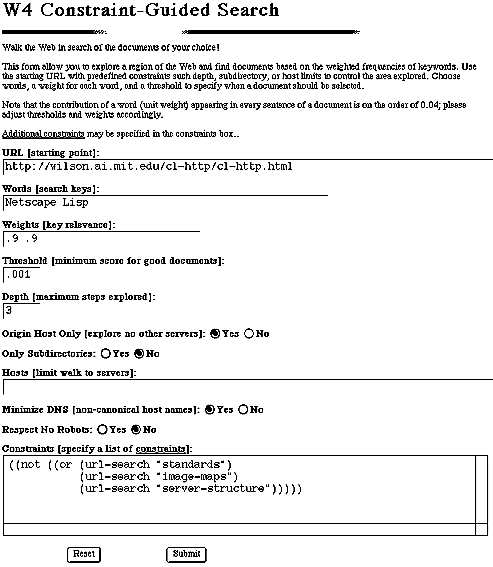 W4 Constraint-Guided Search
Walk the Web in search of the documents of your choice!
This form allow you to explore a region of the Web and find documents based on the weighted frequencies of keywords. Use
the starting URL with predefined constraints such depth, subdirectory, or host limits to control the area explored. Choose
words, a weight for each word, and a threshold to specify when a document should be selected.
Note that the contribution of a word (unit weight) appearing in every sentence of a document is on the order of 0.04; please
adjust thresholds and weights accordingly.
Additional constraints may be specified in the constraints box..
URL [starting point]:
http://wilson.ai.mit.edu/cl-http/cl-http.html
Words [search keys]:
Netscape Lisp
Weights [key relevance]:
.9 .9
Threshold [minimum score for good documents]:
.001
Depth [maximum steps explored]:
3
Origin Host Only [explore no other servers]: Yes No
Only Subdirectories: Yes No
Hosts [limit walk to servers]:
Minimize DNS [non-canonical host names]: Yes No
Respect No Robots: Yes No
Constraints [specify a list of constraints]:
((not ((or (url-search "standards")
(url-search "image-maps")
(url-search "server-structure")))))
Reset Submit